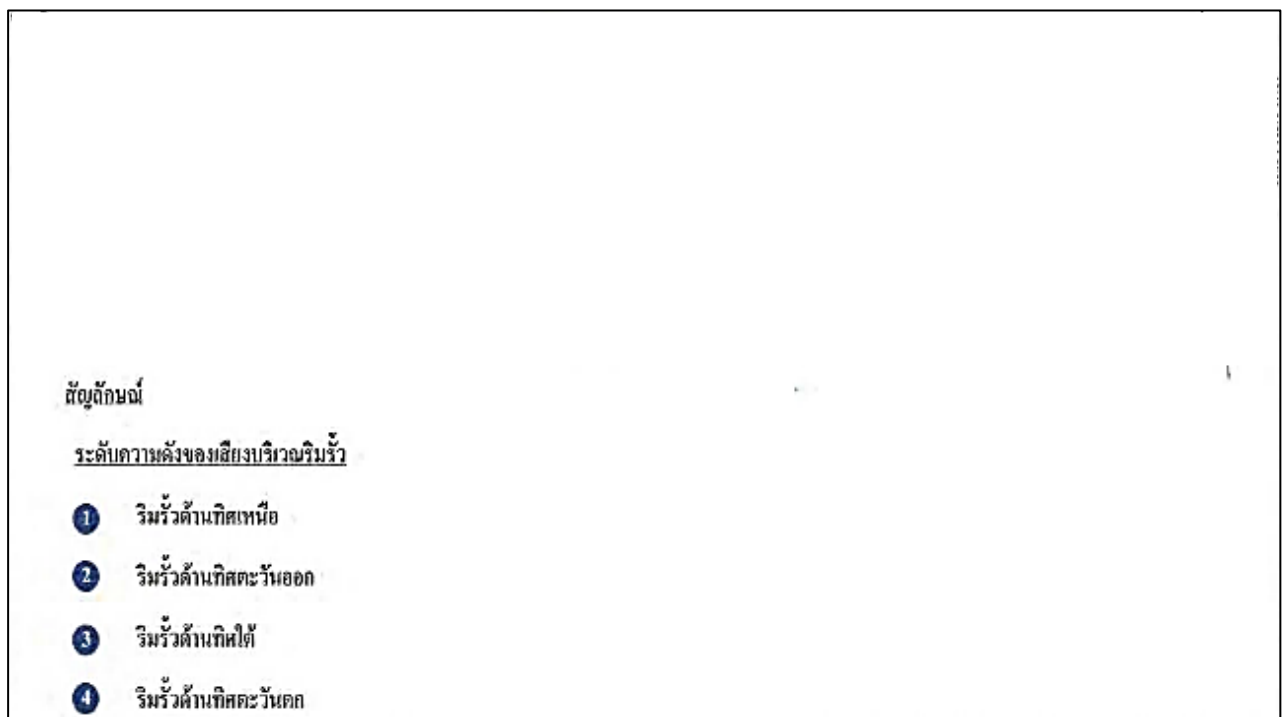 สัญลักษณ์
ระดับความดังของเสียงบริเวณริมรั้ว
1 ริมรั้วด้านทิศเหนือ
2 ริมรั้วด้านทิศตะวันออก
3 ริมรั้วด้านทิศใต้
4 ริมรั้วด้านทิศตะวันตก